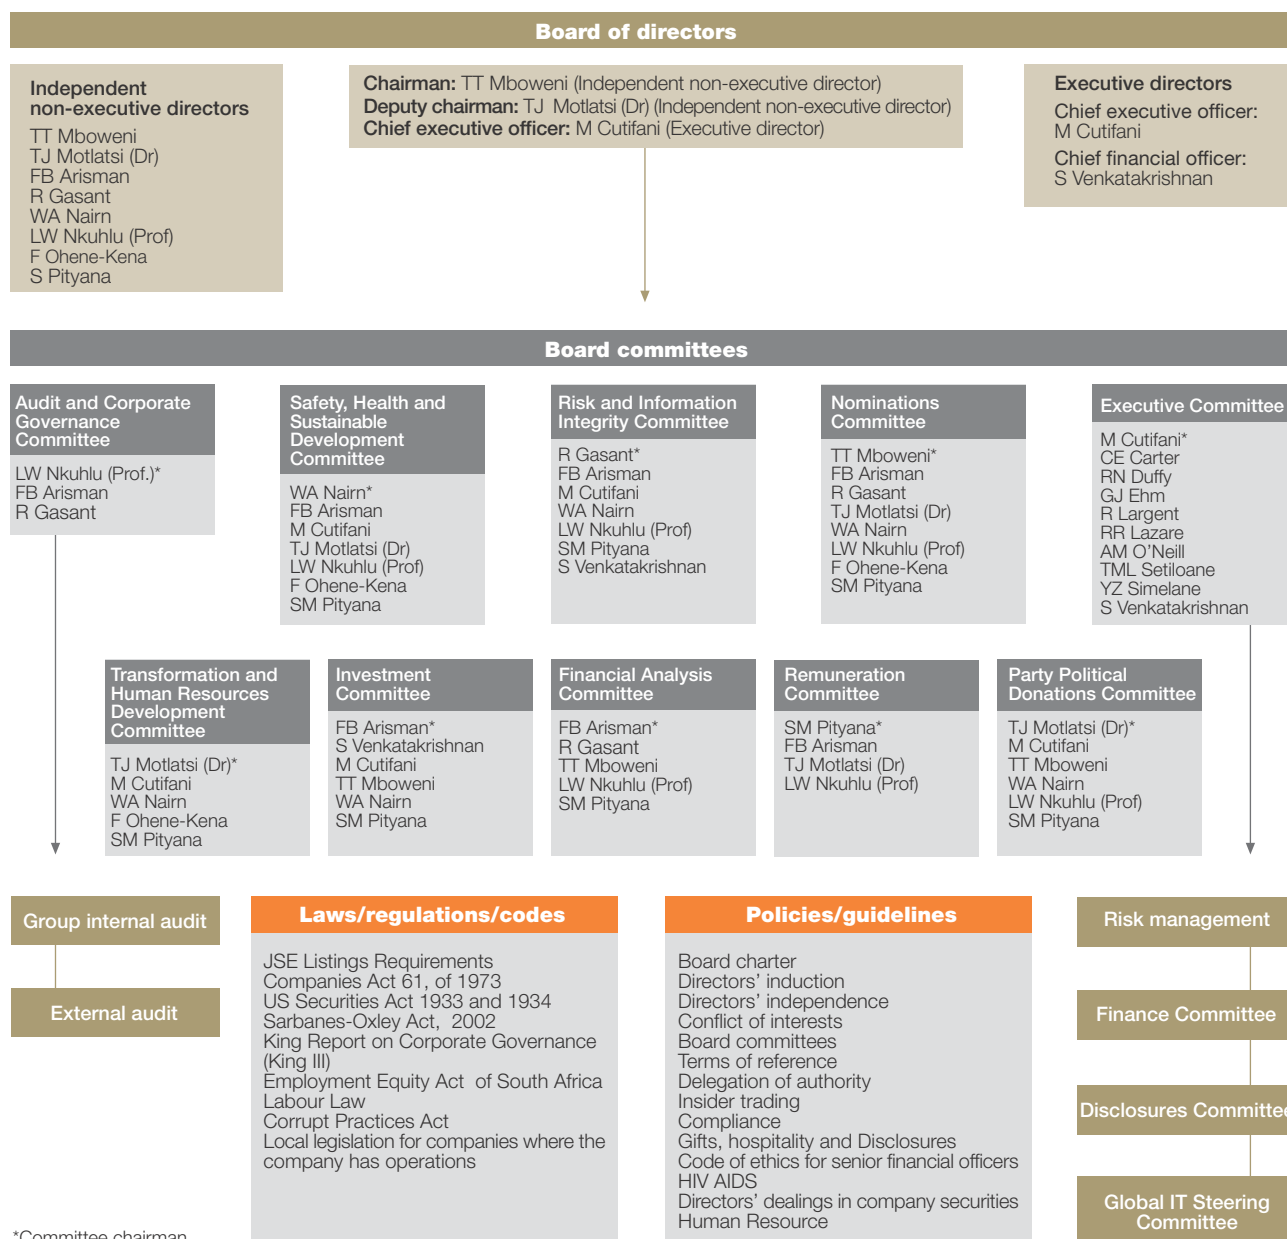 Board of directors
Independent
non-executive directors
TT Mboweni
TJ Motlatsi (Dr)
FB Arisman
R Gasant
WA Nairn
LW Nkuhlu (Prof)
F Ohene-Kena
S Pityana
Chairman: TT Mboweni (Independent non-executive director)
Deputy chairman: TJ Motlatsi (Dr) (Independent non-executive director)
Chief executive officer: M Cutifani (Executive director)
Executive directors
Chief executive officer:
M Cutifani
Chief financial officer:
S Venkatakrishnan
Board committees
Audit and Corporate
Governance
Committee
LW Nkuhlu (Prof.)*
FB Arisman
R Gasant
Safety, Health and
Sustainable
Development
Committee
WA Nairn*
FB Arisman
M Cutifani
TJ Motlatsi (Dr)
LW Nkuhlu (Prof)
F Ohene-Kena
SM Pityana
Risk and Information
Integrity Committee
R Gasant*
FB Arisman
M Cutifani
WA Nairn
LW Nkuhlu (Prof)
SM Pityana
S Venkatakrishnan
Nominations
Committee
TT Mboweni*
FB Arisman
R Gasant
TJ Motlatsi (Dr)
WA Nairn
LW Nkuhlu (Prof)
F Ohene-Kena
SM Pityana
Executive Committee
M Cutifani*
CE Carter
RN Duffy
GJ Ehm
R Largent
RR Lazare
AM O'Neill
TML Setiloane
YZ Simelane
S Venkatakrishnan
Transformation and
Human Resources
Development
Committee
TJ Motlatsi (Dr)*
M Cutifani
WA Nairn
F Ohene-Kena
SM Pityana
Investment
Committee
FB Arisman*
S Venkatakrishnan
M Cutifani
TT Mboweni
WA Nairn
SM Pityana
Financial Analysis
Committee
FB Arisman*
R Gasant
TT Mboweni
LW Nkuhlu (Prof)
SM Pityana
Remuneration
Committee
SM Pityana*
FB Arisman
TJ Motlatsi (Dr)
LW Nkuhlu (Prof)
Party Political
Donations Committee
TJ Motlatsi (Dr)*
M Cutifani
TT Mboweni
WA Nairn
LW Nkuhlu (Prof)
SM Pityana
Group internal audit
External audit
Laws/regulations/codes
JSE Listings Requirements
Companies Act 61, of 1973
US Securities Act 1933 and 1934
Sarbanes-Oxley Act, 2002
King Report on Corporate Governance
(King III)
Employment Equity Act of South Africa
Labour Law
Corrupt Practices Act
Local legislation for companies where the
company has operations
Policies/guidelines
Board charter
Directors' induction
Directors' independence
Conflict of interests
Board committees
Terms of reference
Delegation of authority
Insider trading
Compliance
Gifts, hospitality and Disclosures
Code of ethics for senior financial officers
HIV AIDS
Directors' dealings in company securities
Human Resource
Risk management
Finance Committee
Disclosures Committee
Global IT Steering
Committee
*Committee chairman